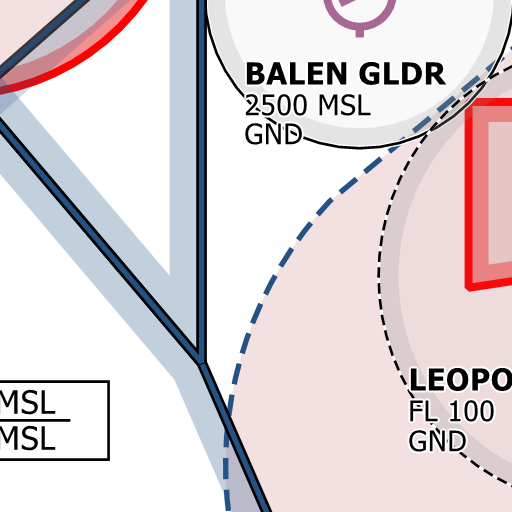 BALEN GLDR
2500 MSL
GND
MSL
MSL
LEOPO
FL 100
GND